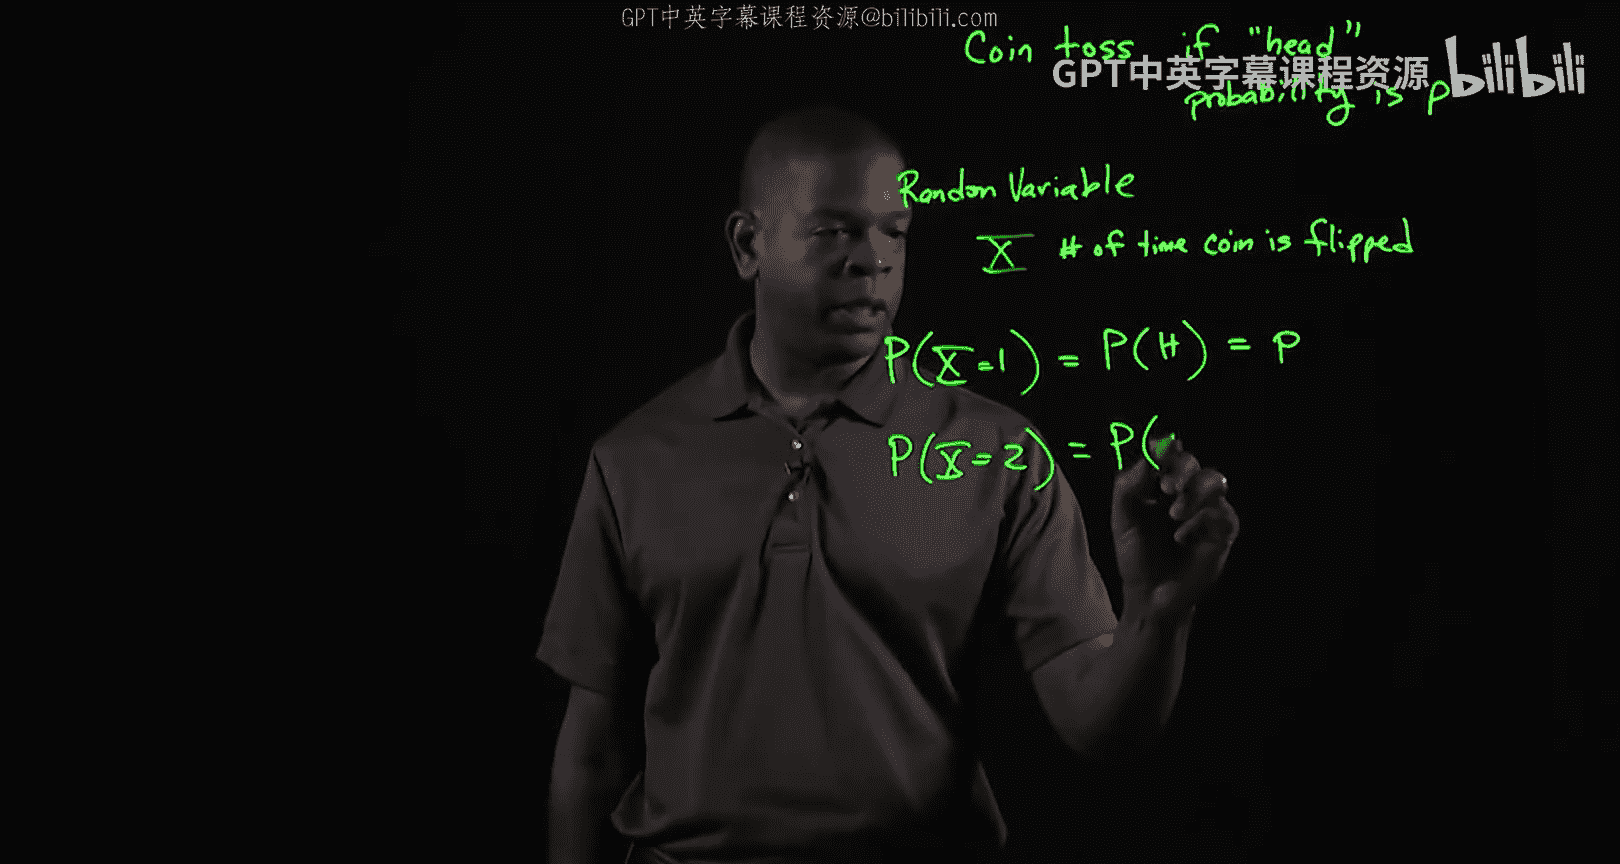 GPT中英字幕课程资源@bilibili.com
Coin toss if "head"
GPT中英字幕课程资源 bilibili
probability is p
Random Variable
X # of time coin is flipped
P(X=1) = P(H) = p
P(X=2) = P(